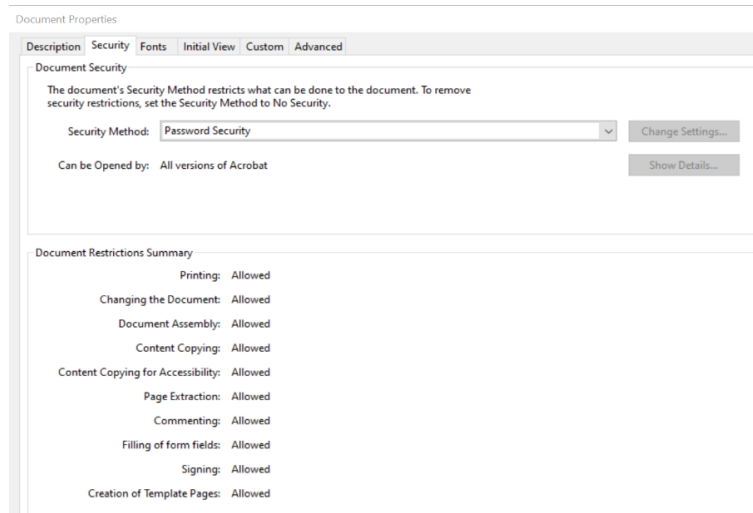 Document Properties
Description Security Fonts Initial View Custom Advanced
Document Security
The document's Security Method restricts what can be done to the document. To remove
security restrictions, set the Security Method to No Security.
Security Method: Password Security Change Settings...
Can be Opened by: All versions of Acrobat Show Details...
Document Restrictions Summary
Printing: Allowed
Changing the Document: Allowed
Document Assembly: Allowed
Content Copying: Allowed
Content Copying for Accessibility: Allowed
Page Extraction: Allowed
Commenting: Allowed
Filling of form fields: Allowed
Signing: Allowed
Creation of Template Pages: Allowed